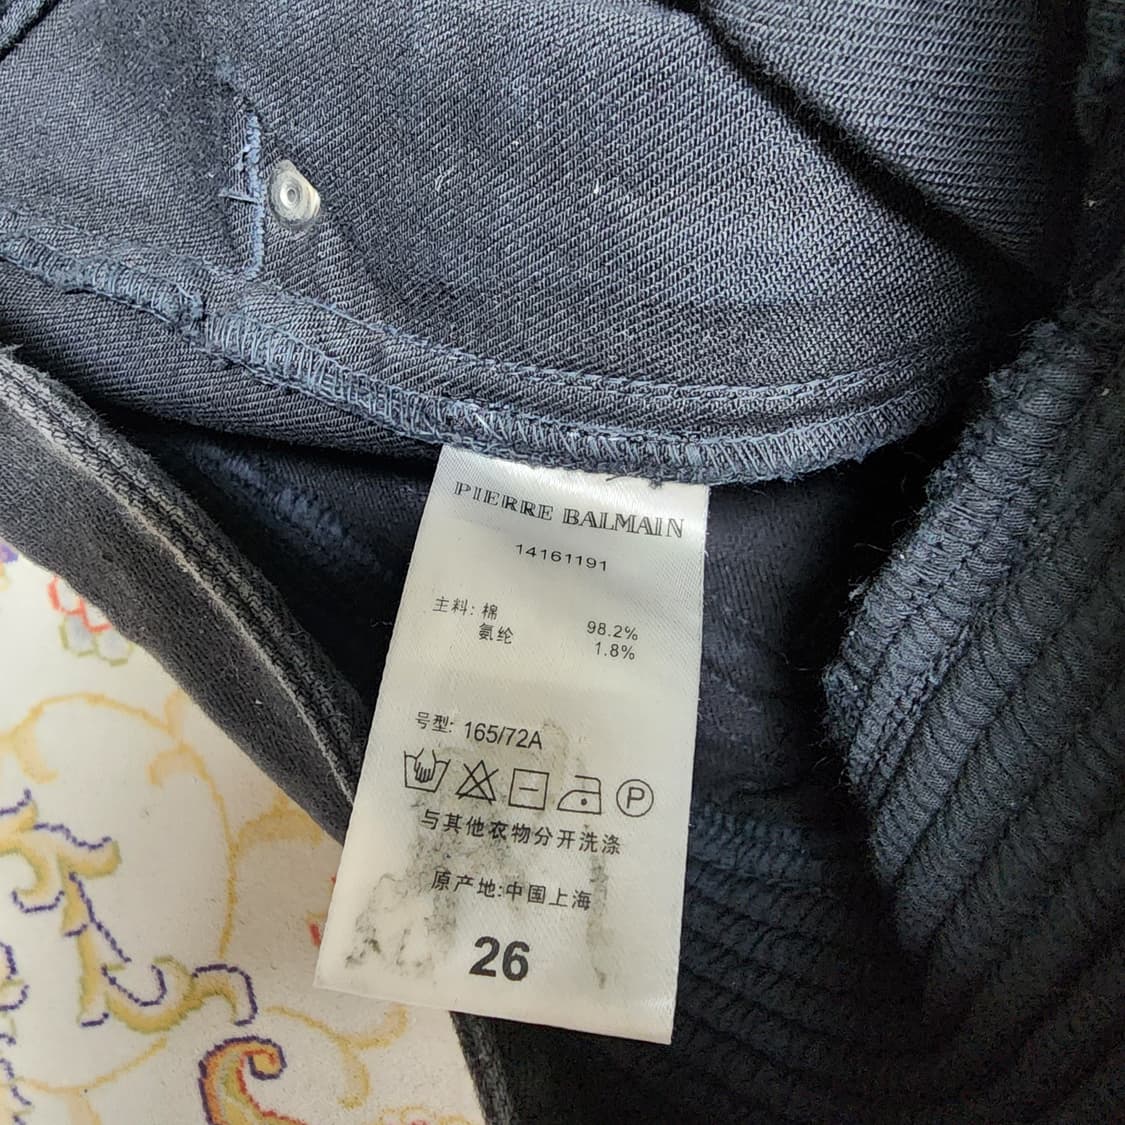 PIERRE BALMAIN
14161191
主料: 棉 98.2%
氨纶 1.8%
号型: 165/72A
P
与其他衣物分开洗涤
原产地:中国上海
26